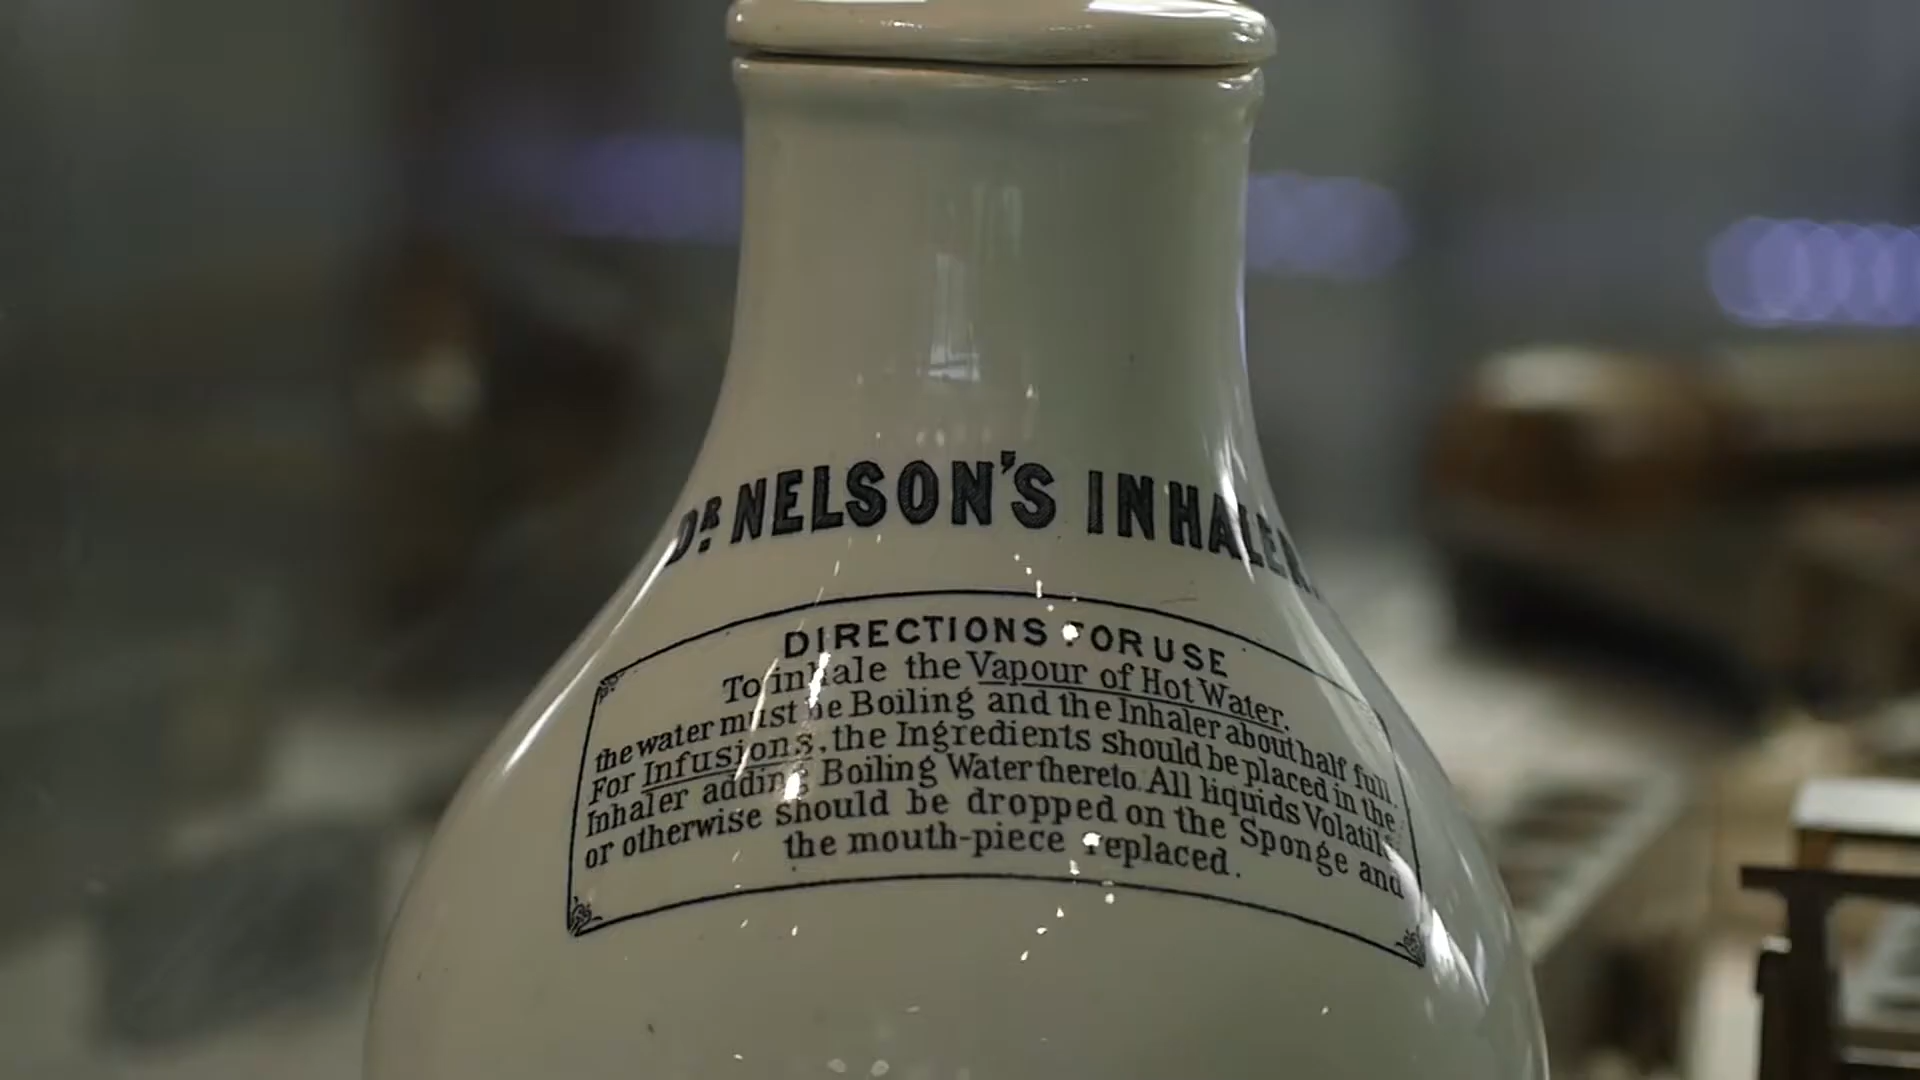 DR NELSON'S INHALER.
DIRECTIONS FOR USE
To inhale the Vapour of Hot Water.
the water must be Boiling and the Inhaler about half full.
For Infusions, the Ingredients should be placed in the
Inhaler adding Boiling Water thereto. All liquids Volatile
or otherwise should be dropped on the Sponge and
the mouth-piece replaced.